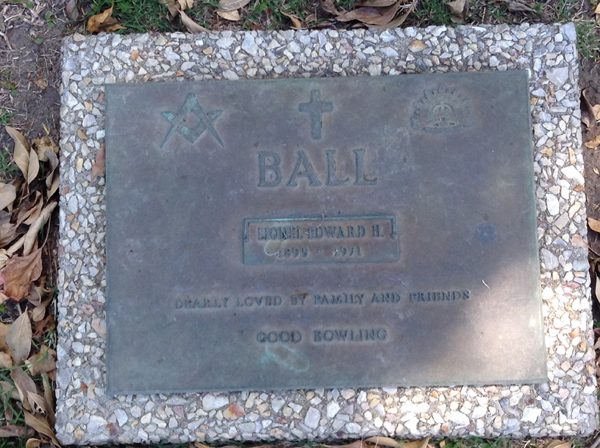 BALL
LIONEL EDWARD H.
1899 1971
DEARLY LOVED BY FAMILY AND FRIENDS
GOOD BOWLING